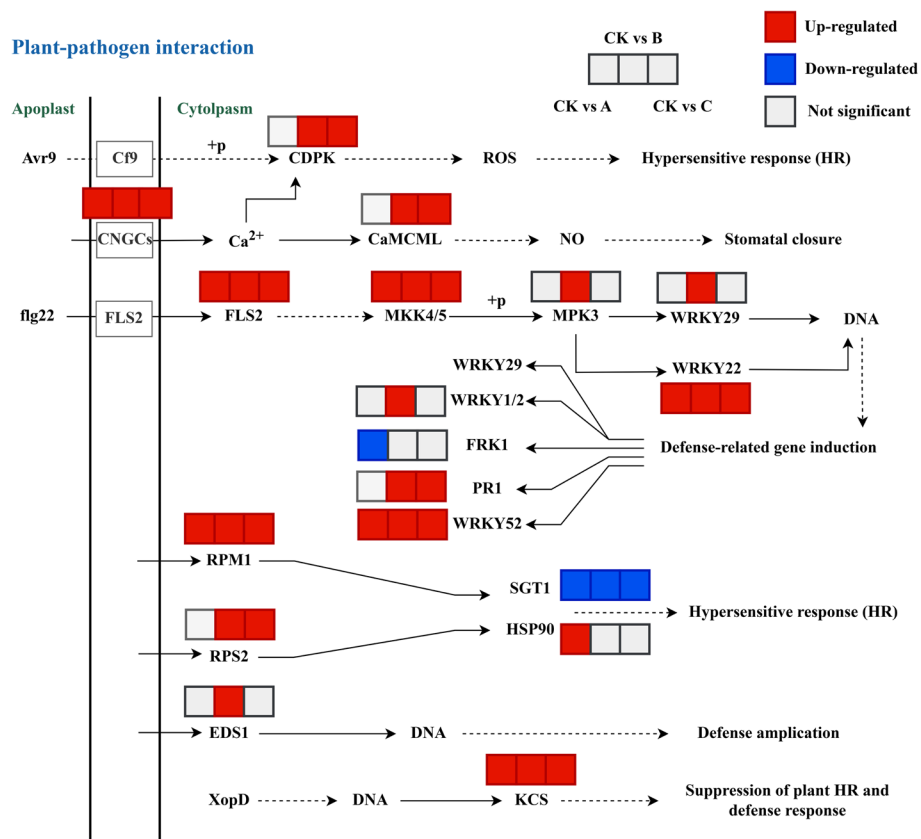 Plant-pathogen interaction
CK vs B
CK vs A
CK vs C
Up-regulated
Down-regulated
Not significant
Apoplast
Cytolpasm
Avr9
Cf9
+p
CDPK
ROS
Hypersensitive response (HR)
CNGCs
Ca2+
CaMCML
NO
Stomatal closure
flg22
FLS2
FLS2
MKK4/5
+p
MPK3
WRKY29
DNA
WRKY22
WRKY29
WRKY1/2
FRK1
PR1
WRKY52
Defense-related gene induction
RPM1
RPS2
SGT1
HSP90
Hypersensitive response (HR)
EDS1
DNA
Defense amplication
XopD
DNA
KCS
Suppression of plant HR and
defense response